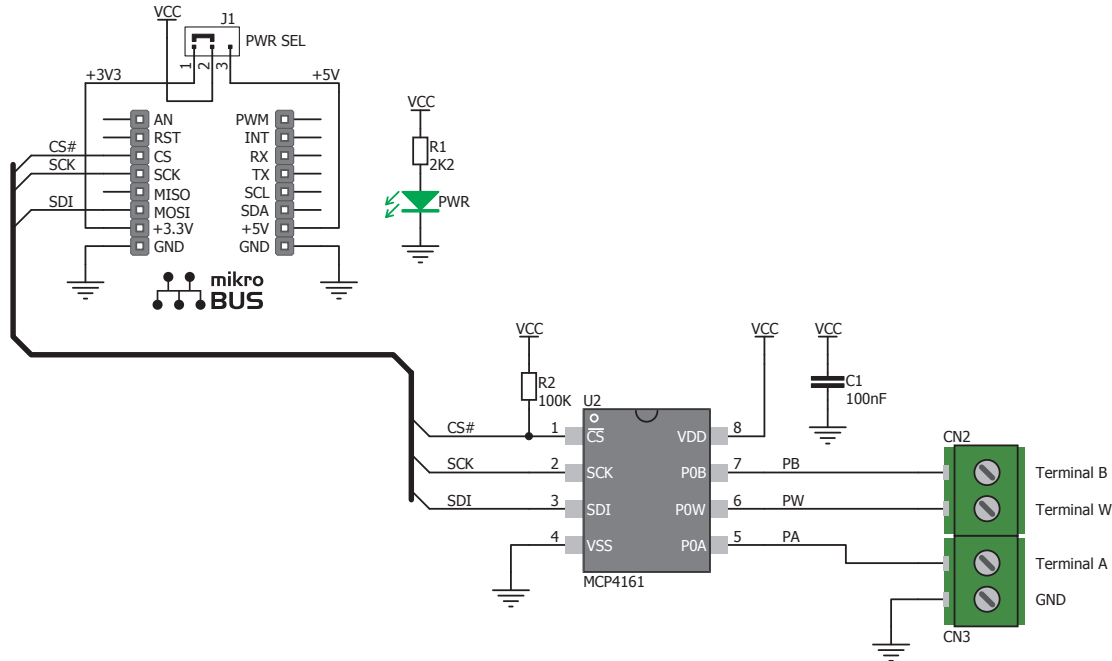 VCC
J1
PWR SEL
1 2 3
+3V3
+5V
AN
RST
CS
SCK
MISO
MOSI
+3.3V
GND
PWM
INT
RX
TX
SCL
SDA
+5V
GND
CS#
SCK
SDI
mikro
BUS
VCC
R1
2K2
PWR
VCC
R2
100K
VCC
VCC
C1
100nF
U2
CS# 1 CS VDD 8
SCK 2 SCK P0B 7 PB
SDI 3 SDI P0W 6 PW
4 VSS P0A 5 PA
MCP4161
CN2
Terminal B
Terminal W
Terminal A
GND
CN3